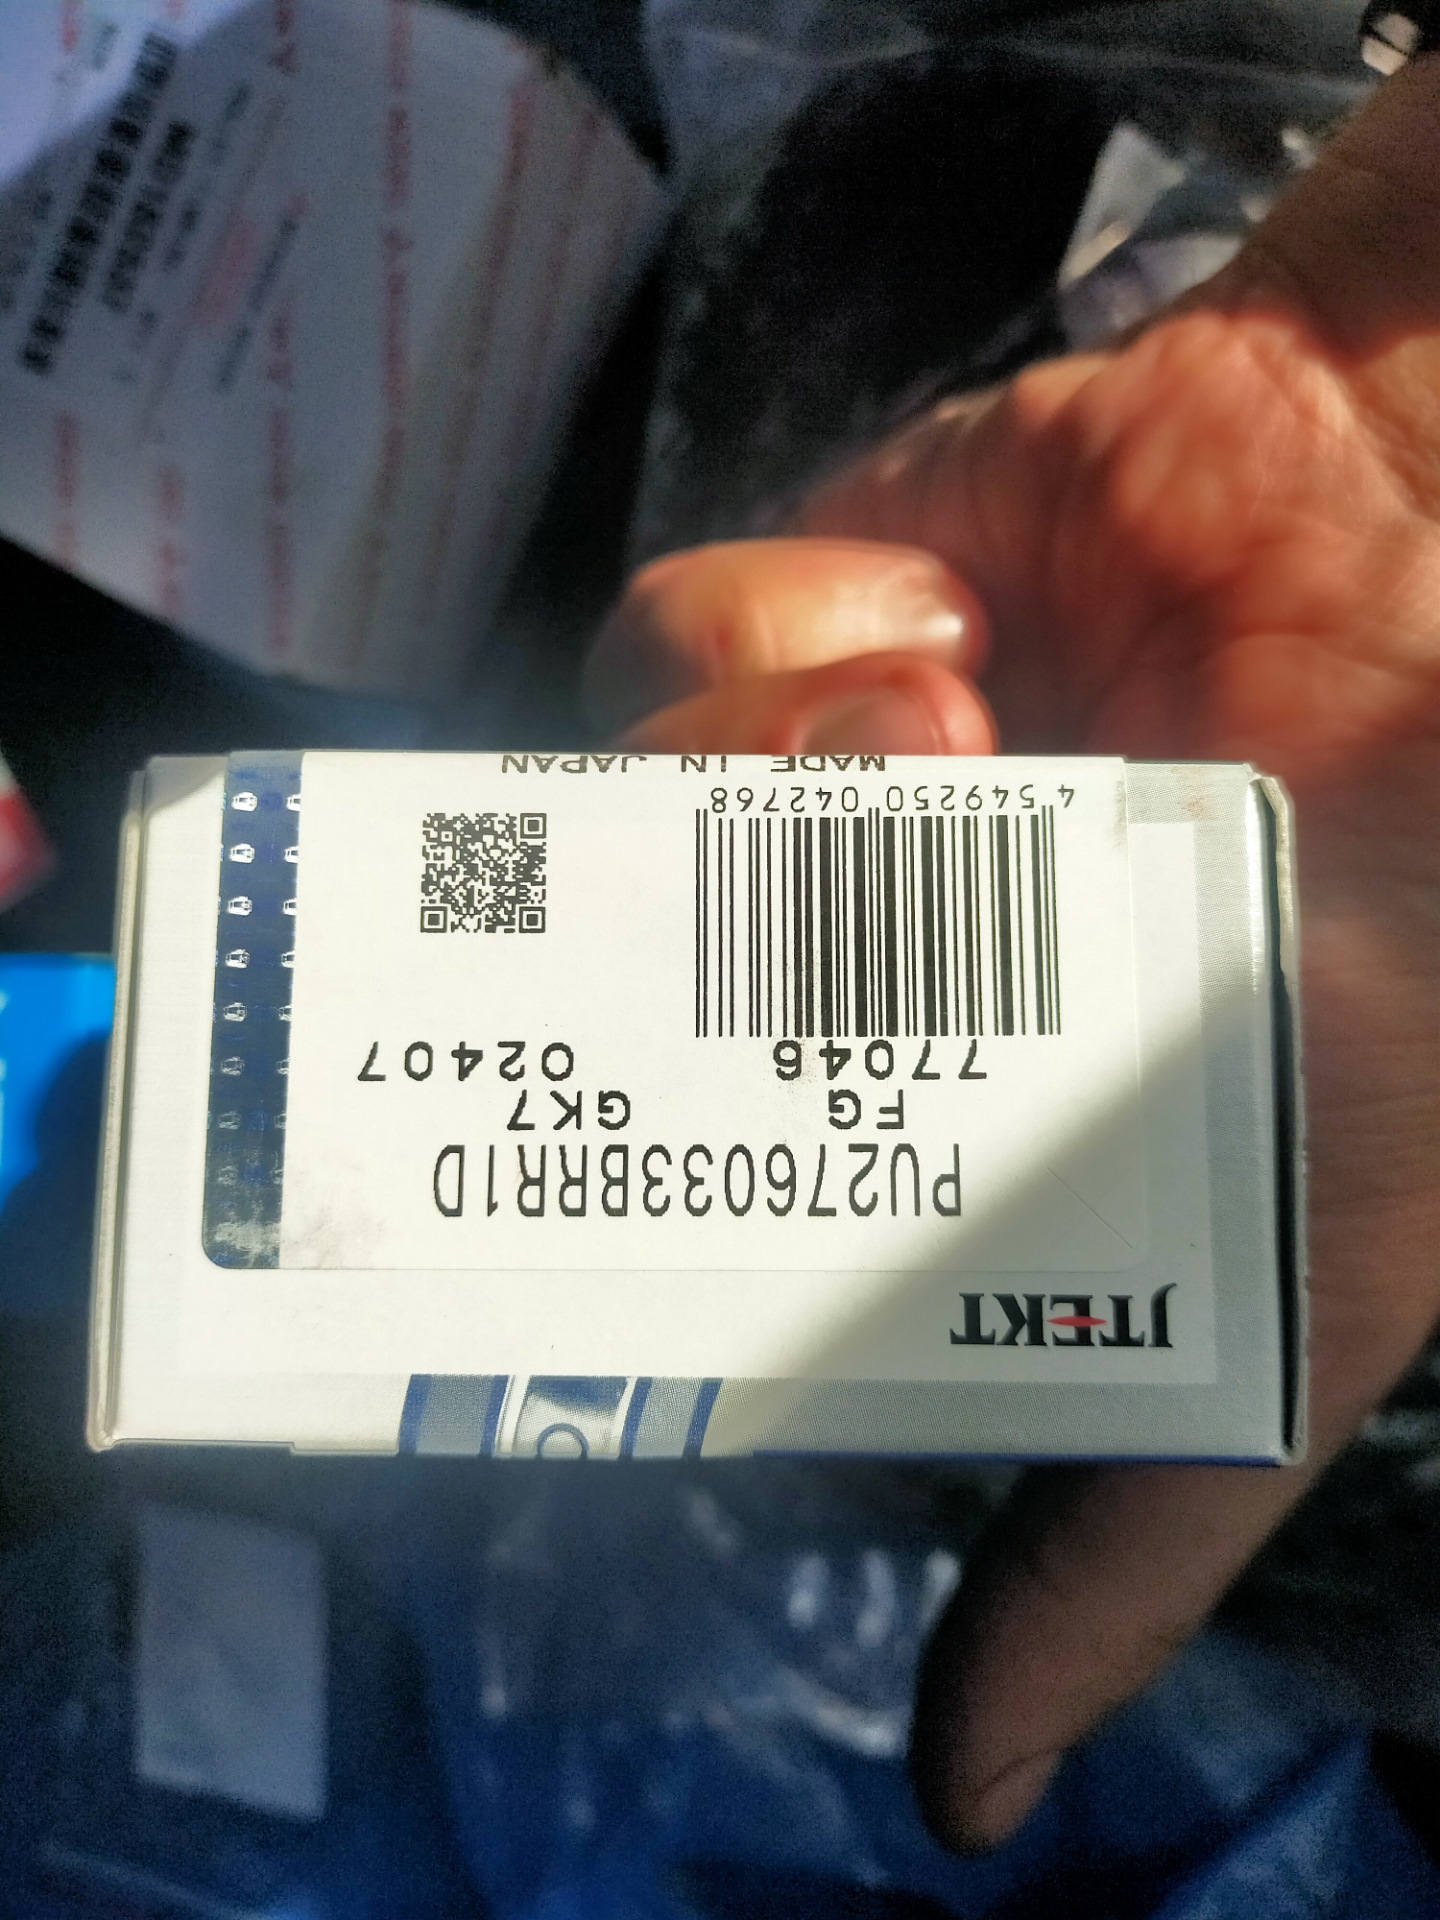 JTEKT
PU276033BRR1D
FG GK7
77046 02407
4 549250 042768
MADE IN JAPAN